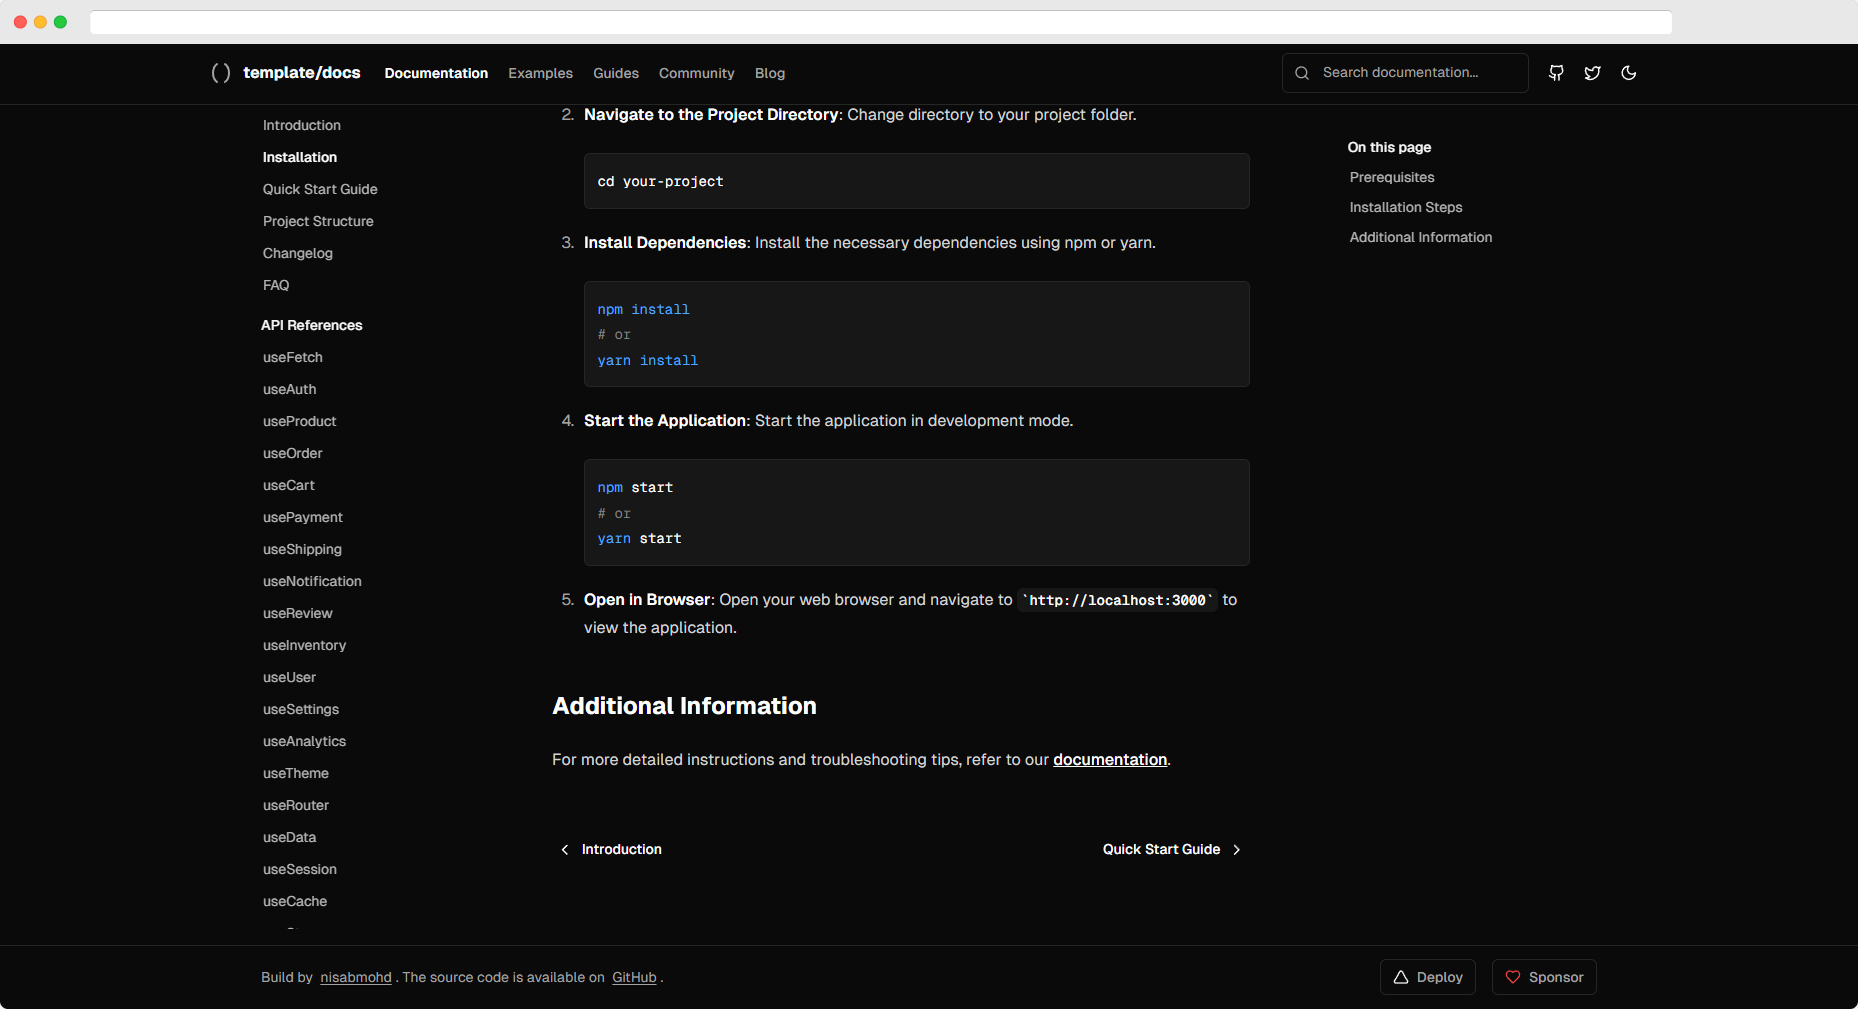 template/docs
Documentation
Examples
Guides
Community
Blog
Search documentation...
Introduction
Installation
Quick Start Guide
Project Structure
Changelog
FAQ
API References
useFetch
useAuth
useProduct
useOrder
useCart
usePayment
useShipping
useNotification
useReview
useInventory
useUser
useSettings
useAnalytics
useTheme
useRouter
useData
useSession
useCache
2. Navigate to the Project Directory: Change directory to your project folder.
cd your-project
3. Install Dependencies: Install the necessary dependencies using npm or yarn.
npm install
# or
yarn install
4. Start the Application: Start the application in development mode.
npm start
# or
yarn start
5. Open in Browser: Open your web browser and navigate to `http://localhost:3000` to
view the application.
Additional Information
For more detailed instructions and troubleshooting tips, refer to our documentation.
Introduction
Quick Start Guide
On this page
Prerequisites
Installation Steps
Additional Information
Build by nisabmohd . The source code is available on GitHub .
Deploy
Sponsor